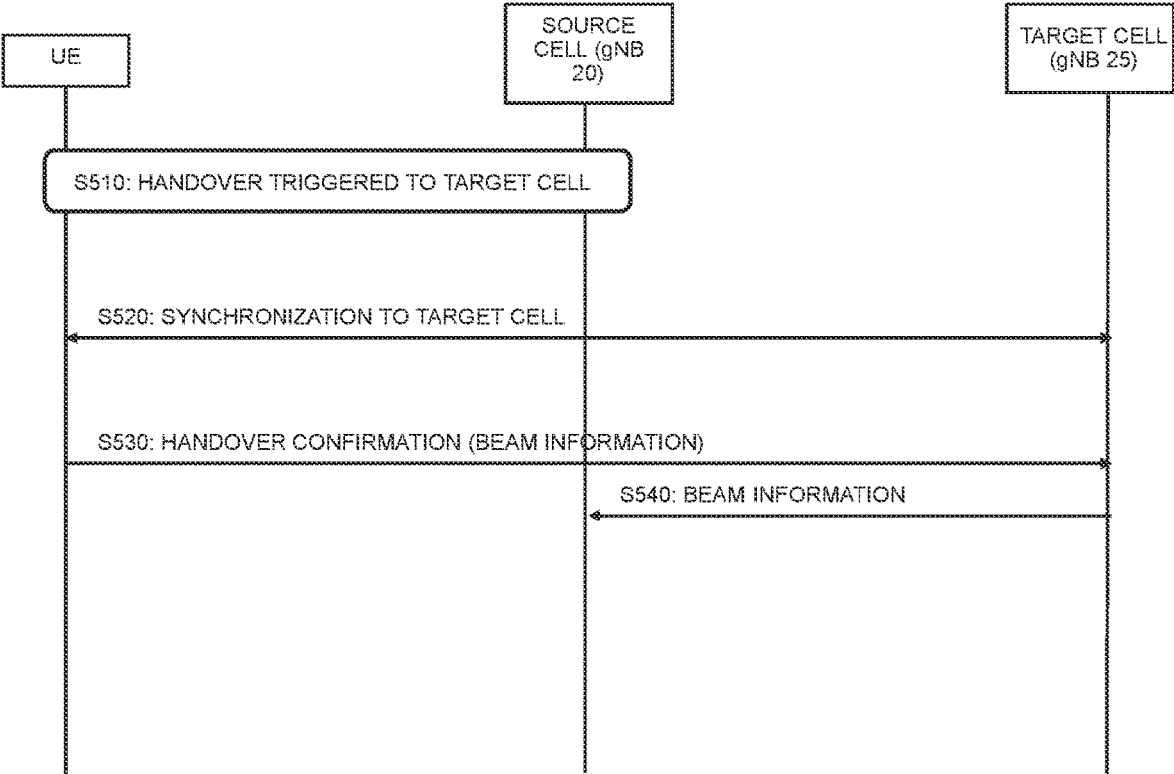 UE
SOURCE
CELL (gNB
20)
TARGET CELL
(gNB 25)
S510: HANDOVER TRIGGERED TO TARGET CELL
S520: SYNCHRONIZATION TO TARGET CELL
S530: HANDOVER CONFIRMATION (BEAM INFORMATION)
S540: BEAM INFORMATION